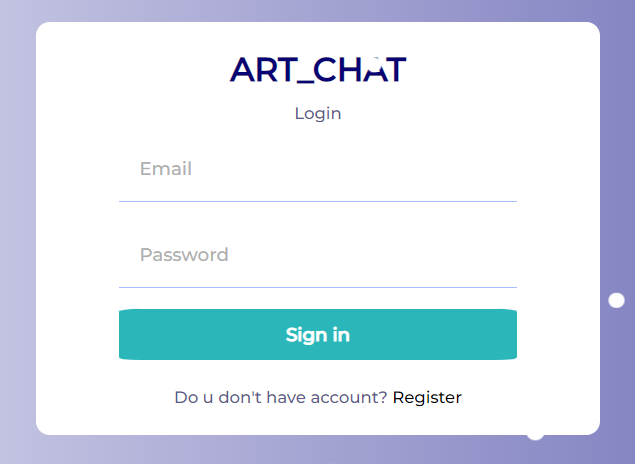 ART_CHAT
Login
Email
Password
Sign in
Do u don't have account? Register